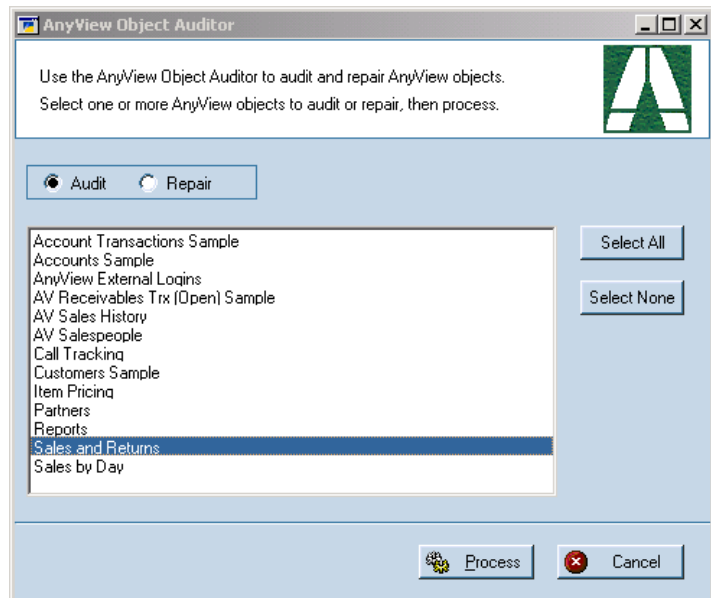 AnyView Object Auditor
Use the AnyView Object Auditor to audit and repair AnyView objects.
Select one or more AnyView objects to audit or repair, then process.
Audit Repair
Account Transactions Sample
Accounts Sample
AnyView External Logins
AV Receivables Trx (Open) Sample
AV Sales History
AV Salespeople
Call Tracking
Customers Sample
Item Pricing
Partners
Reports
Sales and Returns
Sales by Day
Select All
Select None
Process Cancel